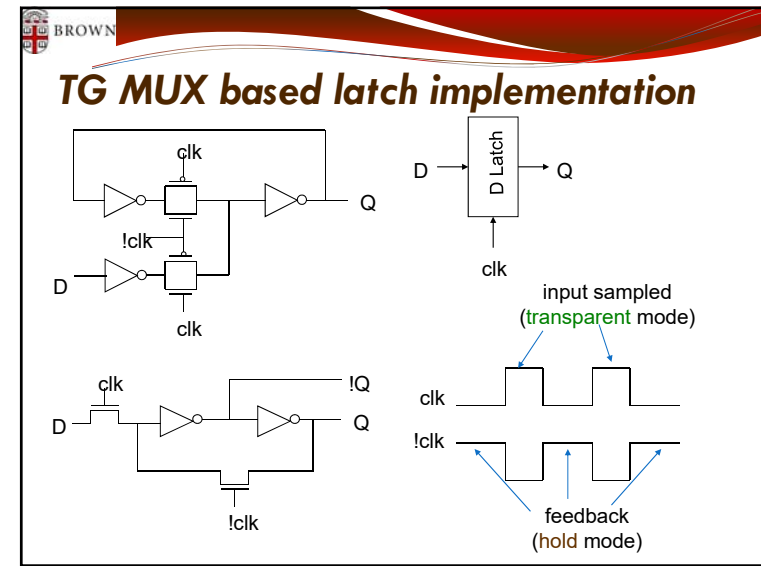 BROWN
TG MUX based latch implementation
clk
Q
!clk
D
clk
D
D Latch
Q
clk
input sampled
(transparent mode)
clk
!Q
D
Q
!clk
clk
!clk
feedback
(hold mode)